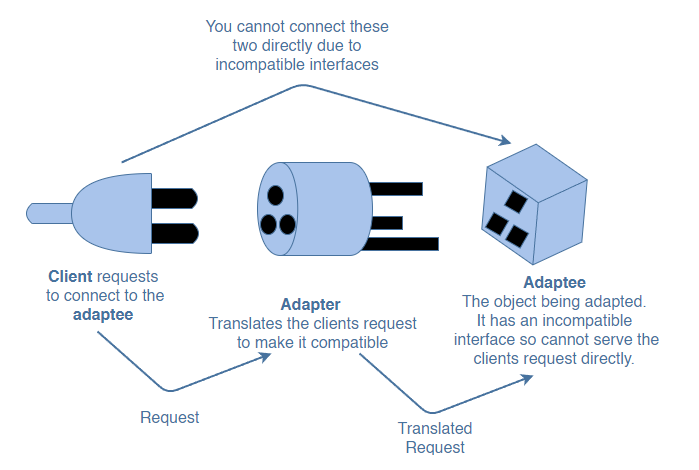 You cannot connect these
two directly due to
incompatible interfaces
Client requests
to connect to the
adaptee
Adapter
Translates the clients request
to make it compatible
Adaptee
The object being adapted.
It has an incompatible
interface so cannot serve the
clients request directly.
Request
Translated
Request